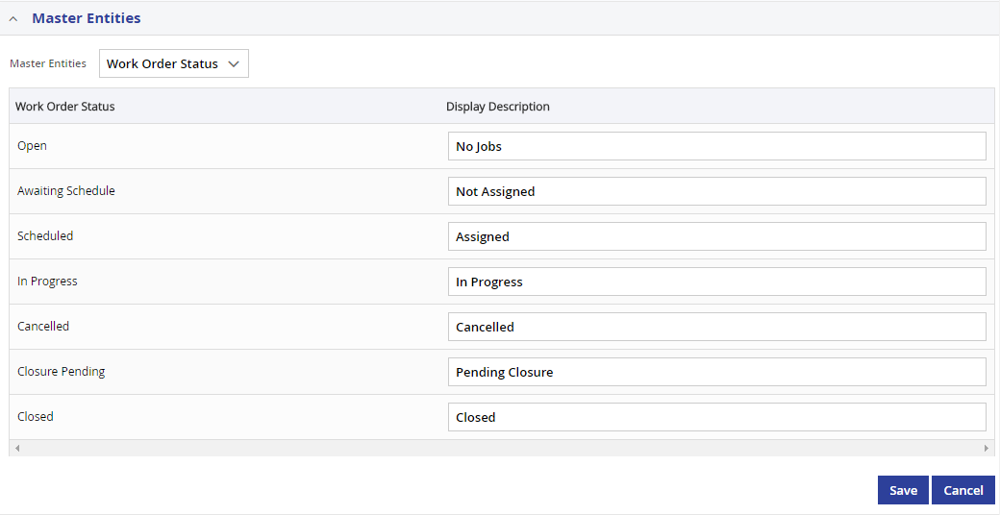 Master Entities
Master Entities Work Order Status
Work Order Status Display Description
Open No Jobs
Awaiting Schedule Not Assigned
Scheduled Assigned
In Progress In Progress
Cancelled Cancelled
Closure Pending Pending Closure
Closed Closed
Save Cancel